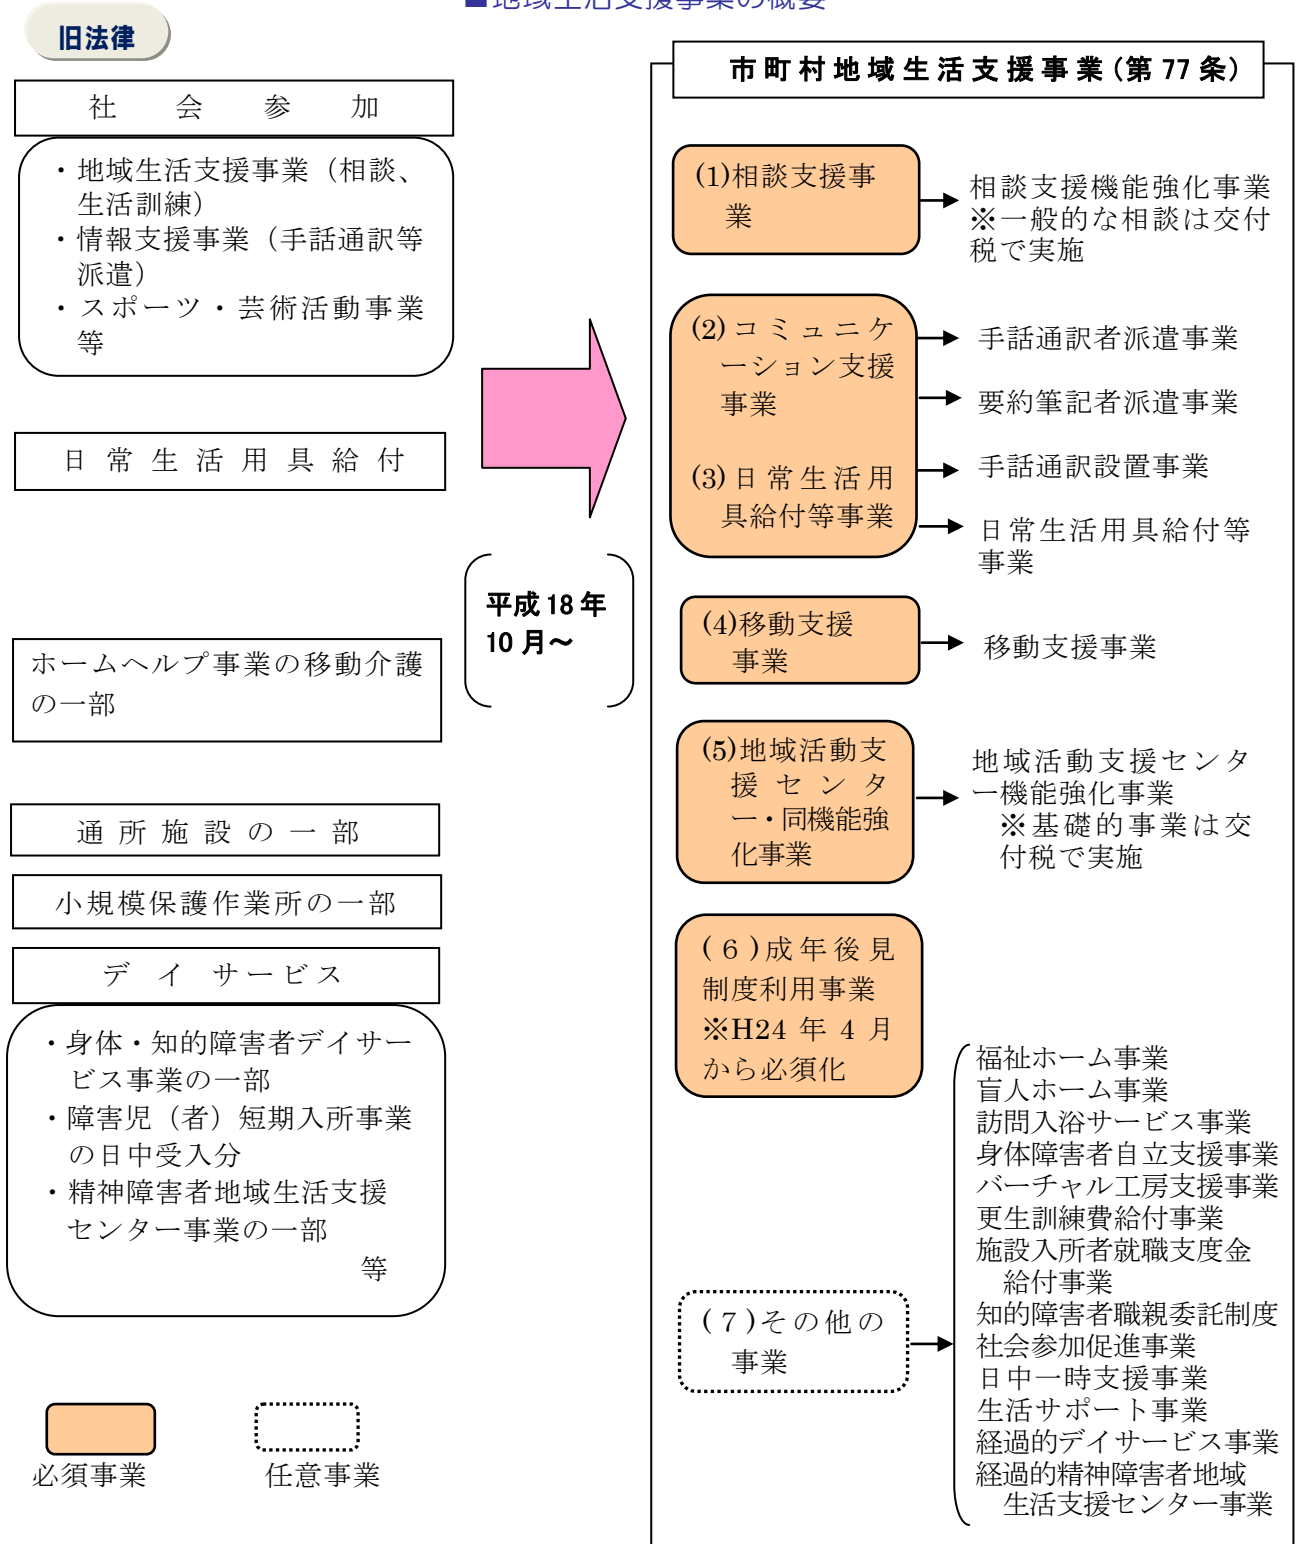 ■地域生活支援事業の概要
旧法律
社会参加
・地域生活支援事業（相談、
生活訓練）
・情報支援事業（手話通訳等
派遣）
・スポーツ・芸術活動事業
等
日常生活用具給付
ホームヘルプ事業の移動介護
の一部
通所施設の一部
小規模保護作業所の一部
デイサービス
・身体・知的障害者デイサー
ビス事業の一部
・障害児（者）短期入所事業
の日中受入分
・精神障害者地域生活支援
センター事業の一部
等
必須事業
任意事業
平成18年
10月～
市町村地域生活支援事業(第77条)
(1)相談支援事
業
相談支援機能強化事業
※一般的な相談は交付
税で実施
(2)コミュニケ
ーション支援
事業
(3)日常生活用
具給付等事業
手話通訳者派遣事業
要約筆記者派遣事業
手話通訳設置事業
日常生活用具給付等
事業
(4)移動支援
事業
移動支援事業
(5)地域活動支
援センタ
ー・同機能強
化事業
地域活動支援センタ
ー機能強化事業
※基礎的事業は交
付税で実施
(６)成年後見
制度利用事業
※H24年4月
から必須化
(７)その他の
事業
福祉ホーム事業
盲人ホーム事業
訪問入浴サービス事業
身体障害者自立支援事業
バーチャル工房支援事業
更生訓練費給付事業
施設入所者就職支度金
給付事業
知的障害者職親委託制度
社会参加促進事業
日中一時支援事業
生活サポート事業
経過的デイサービス事業
経過的精神障害者地域
生活支援センター事業